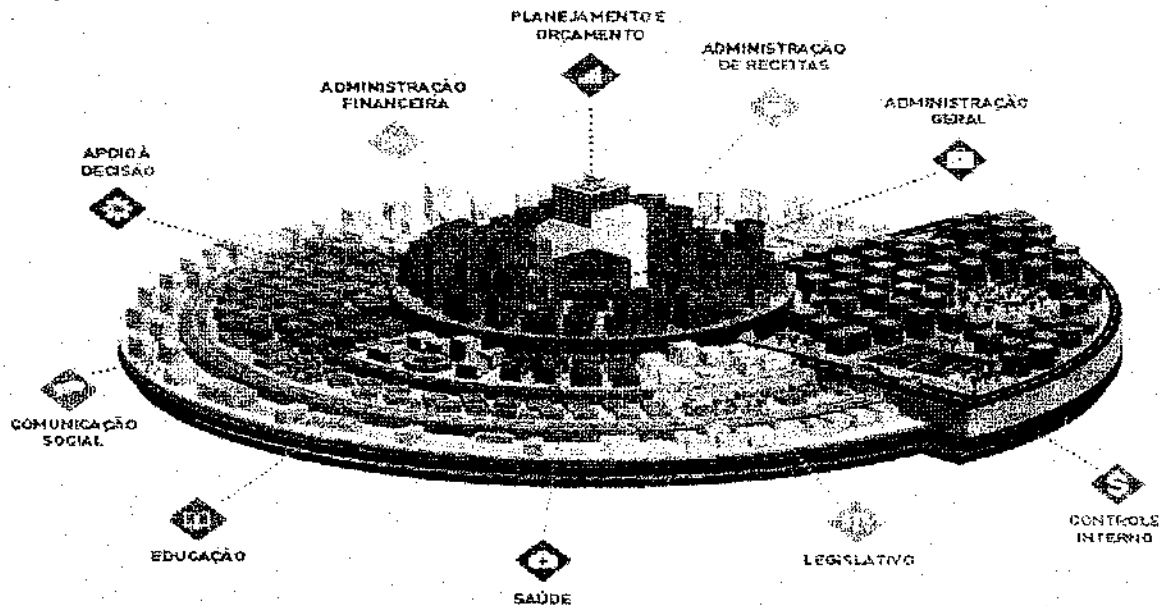 PLANEJAMENTO E
ORÇAMENTO
ADMINISTRAÇÃO
DE RECEITAS
ADMINISTRAÇÃO
FINANCEIRA
ADMINISTRAÇÃO
GERAL
APOIO À
DECISÃO
COMUNICAÇÃO
SOCIAL
CONTROLE
INTERNO
EDUCAÇÃO
LEGISLATIVO
SAÚDE